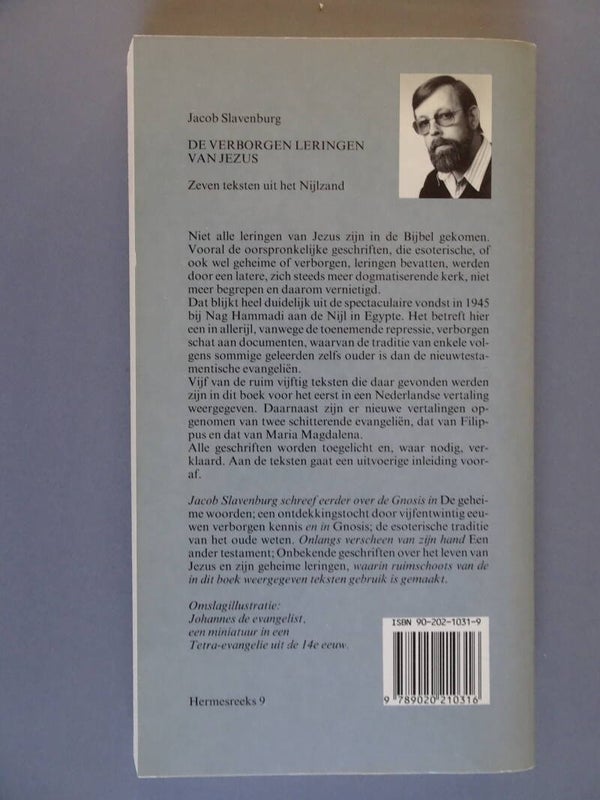 Jacob Slavenburg
DE VERBORGEN LERINGEN
VAN JEZUS
Zeven teksten uit het Nijlzand
Niet alle leringen van Jezus zijn in de Bijbel gekomen.
Vooral de oorspronkelijke geschriften, die esoterische, of
ook wel geheime of verborgen, leringen bevatten, werden
door een latere, zich steeds meer dogmatiserende kerk, niet
meer begrepen en daarom vernietigd.
Dat blijkt heel duidelijk uit de spectaculaire vondst in 1945
bij Nag Hammadi aan de Nijl in Egypte. Het betreft hier
een in allerijl, vanwege de toenemende repressie, verborgen
schat aan documenten, waarvan de traditie van enkele vol-
gens sommige geleerden zelfs ouder is dan de nieuwtesta-
mentische evangeliën.
Vijf van de ruim vijftig teksten die daar gevonden werden
zijn in dit boek voor het eerst in een Nederlandse vertaling
weergegeven. Daarnaast zijn er nieuwe vertalingen op-
genomen van twee schitterende evangeliën, dat van Filip-
pus en dat van Maria Magdalena.
Alle geschriften worden toegelicht en, waar nodig, ver-
klaard. Aan de teksten gaat een uitvoerige inleiding voor-
af.
Jacob Slavenburg schreef eerder over de Gnosis in De gehei-
me woorden; een ontdekkingstocht door vijfentwintig eeu-
wen verborgen kennis en in Gnosis; de esoterische traditie
van het oude weten. Onlangs verscheen van zijn hand Een
ander testament; Onbekende geschriften over het leven van
Jezus en zijn geheime leringen, waarin ruimschoots van de
in dit boek weergegeven teksten gebruik is gemaakt.
Omslagillustratie:
Johannes de evangelist,
een miniatuur in een
Tetra-evangelie uit de 14e eeuw.
ISBN 90-202-1031-9
9 789020 210316
Hermesreeks 9